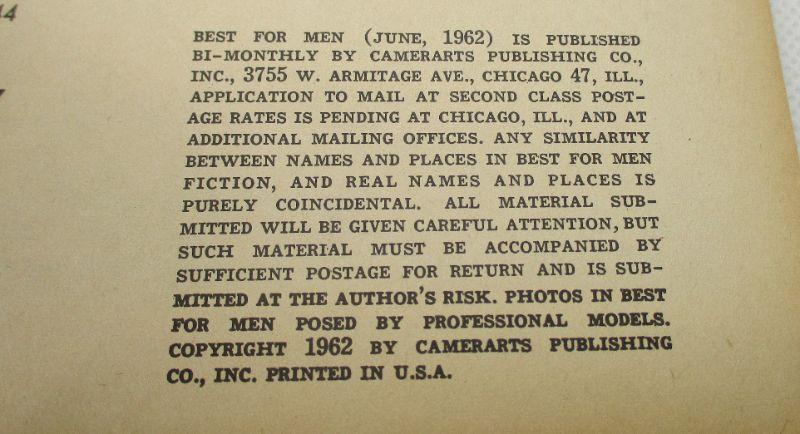 44
BEST FOR MEN (JUNE, 1962) IS PUBLISHED
BI-MONTHLY BY CAMERARTS PUBLISHING CO.,
INC., 3755 W. ARMITAGE AVE., CHICAGO 47, ILL.,
APPLICATION TO MAIL AT SECOND CLASS POST-
AGE RATES IS PENDING AT CHICAGO, ILL., AND AT
ADDITIONAL MAILING OFFICES. ANY SIMILARITY
BETWEEN NAMES AND PLACES IN BEST FOR MEN
FICTION, AND REAL NAMES AND PLACES IS
PURELY COINCIDENTAL. ALL MATERIAL SUB-
MITTED WILL BE GIVEN CAREFUL ATTENTION, BUT
SUCH MATERIAL MUST BE ACCOMPANIED BY
SUFFICIENT POSTAGE FOR RETURN AND IS SUB-
MITTED AT THE AUTHOR'S RISK. PHOTOS IN BEST
FOR MEN POSED BY PROFESSIONAL MODELS.
COPYRIGHT 1962 BY CAMERARTS PUBLISHING
CO., INC. PRINTED IN U.S.A.